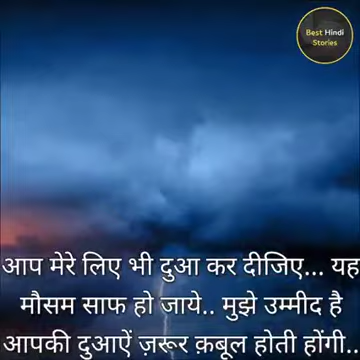 Best Hindi
Stories
आप मेरे लिए भी दुआ कर दीजिए... यह
मौसम साफ हो जाये.. मुझे उम्मीद है
आपकी दुआऐं ज़रूर क़बूल होती होंगी..